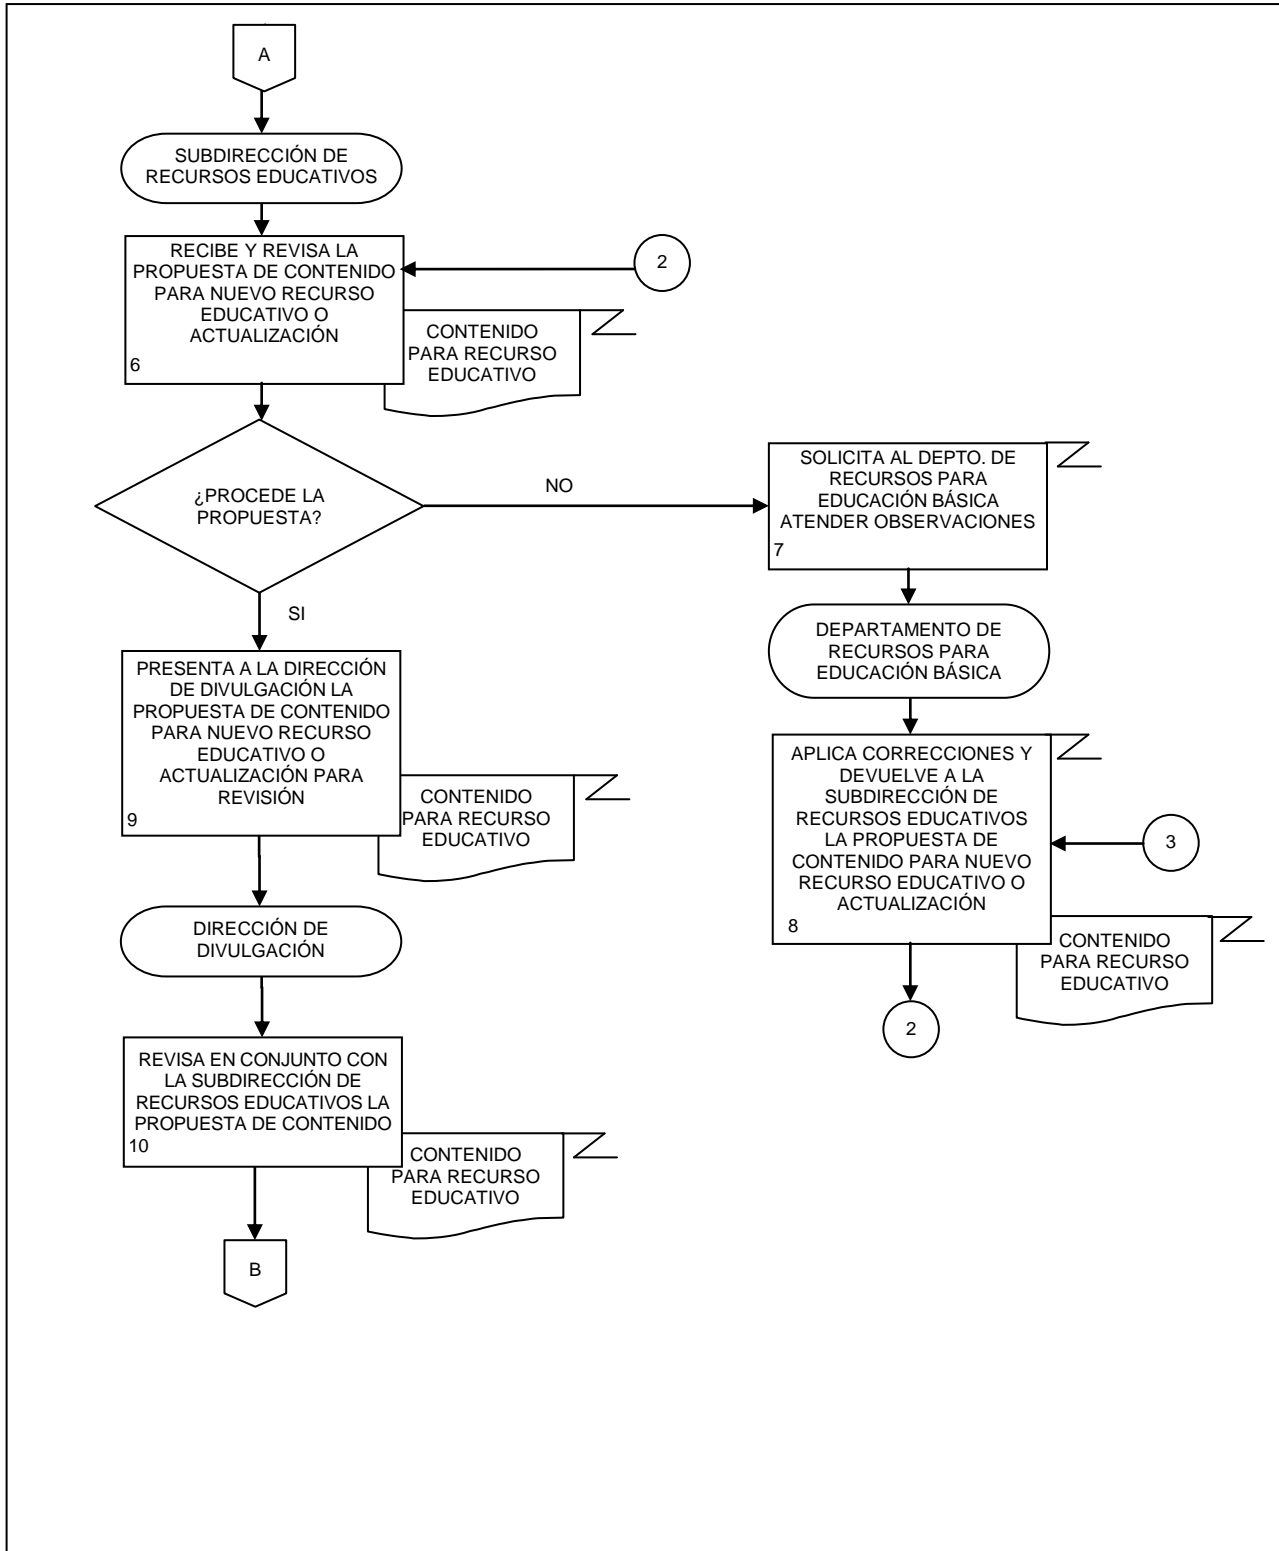 A
SUBDIRECCIÓN DE
RECURSOS EDUCATIVOS
RECIBE Y REVISA LA
PROPUESTA DE CONTENIDO
PARA NUEVO RECURSO
EDUCATIVO O
ACTUALIZACIÓN
6
2
CONTENIDO
PARA RECURSO
EDUCATIVO
¿PROCEDE LA
PROPUESTA?
NO
SOLICITA AL DEPTO. DE
RECURSOS PARA
EDUCACIÓN BÁSICA
ATENDER OBSERVACIONES
7
DEPARTAMENTO DE
RECURSOS PARA
EDUCACIÓN BÁSICA
APLICA CORRECCIONES Y
DEVUELVE A LA
SUBDIRECCIÓN DE
RECURSOS EDUCATIVOS
LA PROPUESTA DE
CONTENIDO PARA NUEVO
RECURSO EDUCATIVO O
ACTUALIZACIÓN
8
3
CONTENIDO
PARA RECURSO
EDUCATIVO
2
SI
PRESENTA A LA DIRECCIÓN
DE DIVULGACIÓN LA
PROPUESTA DE CONTENIDO
PARA NUEVO RECURSO
EDUCATIVO O
ACTUALIZACIÓN PARA
REVISIÓN
9
CONTENIDO
PARA RECURSO
EDUCATIVO
DIRECCIÓN DE
DIVULGACIÓN
REVISA EN CONJUNTO CON
LA SUBDIRECCIÓN DE
RECURSOS EDUCATIVOS LA
PROPUESTA DE CONTENIDO
10
CONTENIDO
PARA RECURSO
EDUCATIVO
B